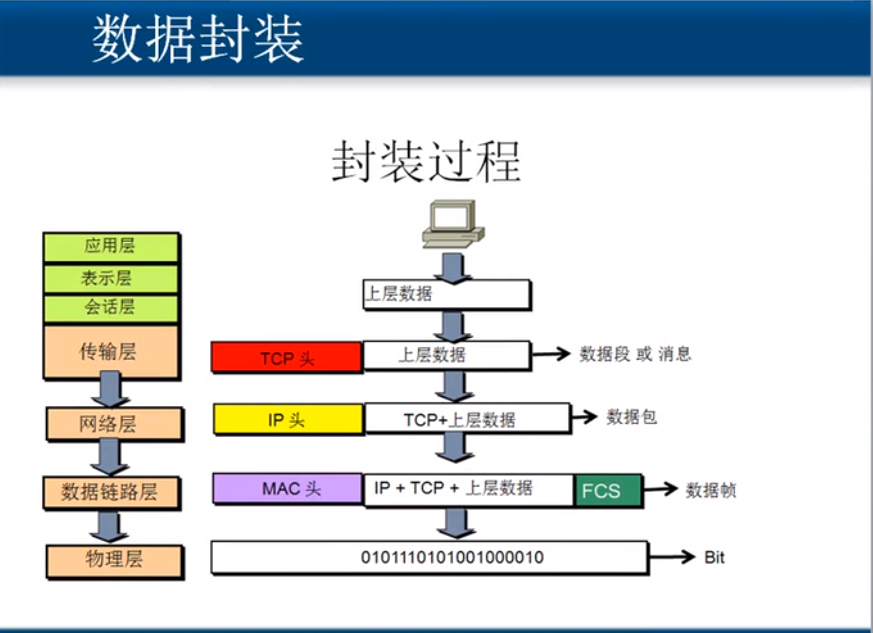 数据封装
封装过程
应用层
表示层
会话层
传输层
网络层
数据链路层
物理层
上层数据
TCP 头 上层数据 数据段 或 消息
IP 头 TCP+上层数据 数据包
MAC 头 IP + TCP + 上层数据 FCS 数据帧
0101110101001000010 Bit